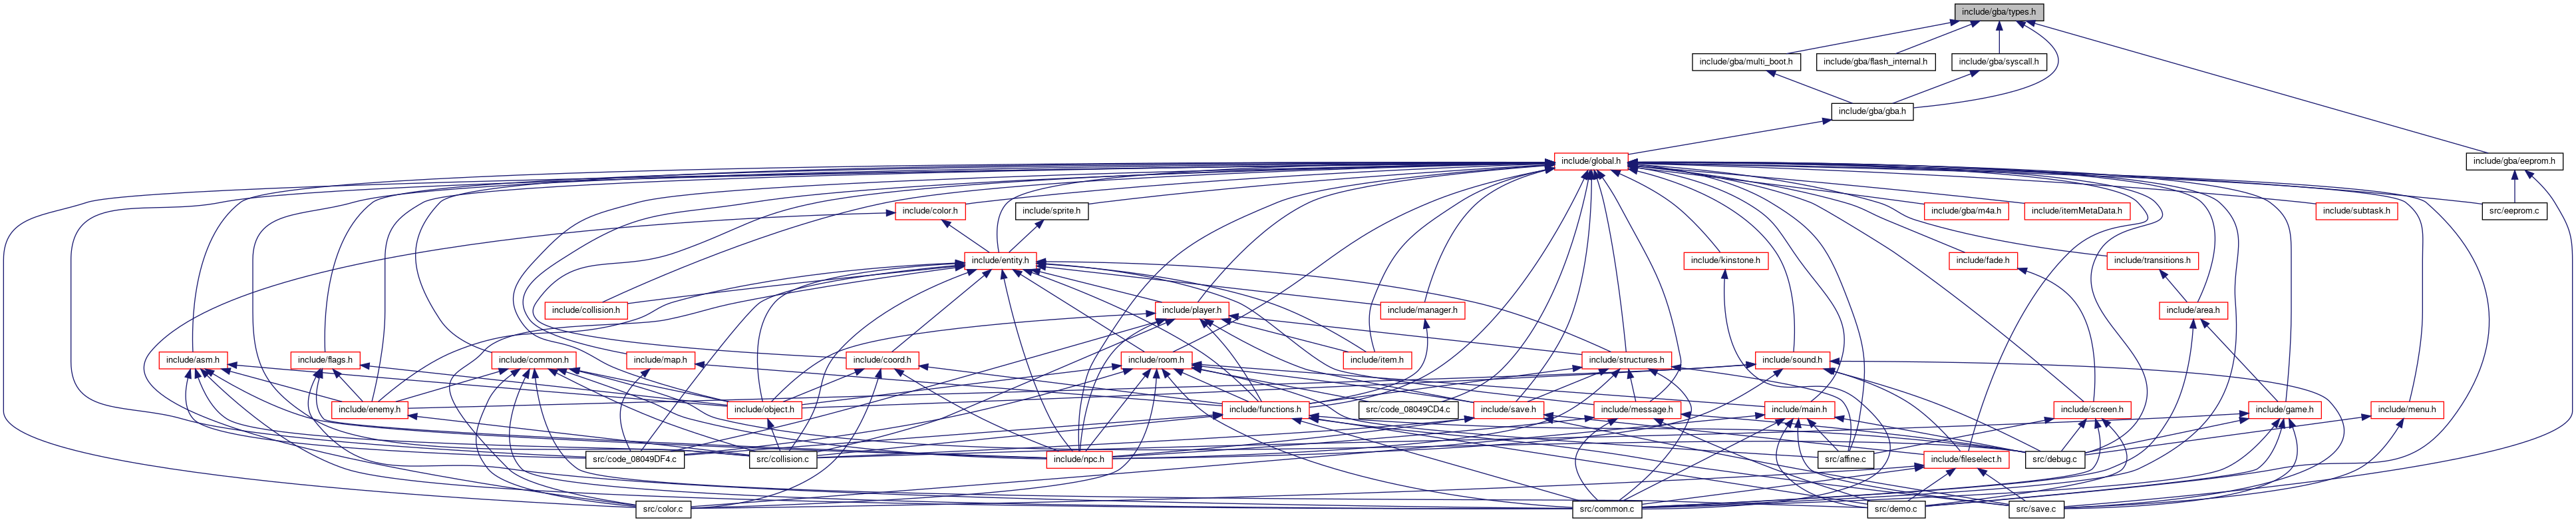 include/gba/types.h
include/gba/multi_boot.h
include/gba/flash_internal.h
include/gba/syscall.h
include/gba/gba.h
include/global.h
include/gba/eeprom.h
include/color.h
include/sprite.h
include/gba/m4a.h
include/itemMetaData.h
include/subtask.h
src/eeprom.c
include/entity.h
include/kinstone.h
include/fade.h
include/transitions.h
include/collision.h
include/player.h
include/manager.h
include/area.h
include/asm.h
include/flags.h
include/common.h
include/map.h
include/coord.h
include/room.h
include/item.h
include/structures.h
include/sound.h
include/enemy.h
include/object.h
include/functions.h
src/code_08049CD4.c
include/save.h
include/message.h
include/main.h
include/screen.h
include/game.h
include/menu.h
src/code_08049DF4.c
src/collision.c
include/npc.h
src/affine.c
include/fileselect.h
src/debug.c
src/color.c
src/common.c
src/demo.c
src/save.c